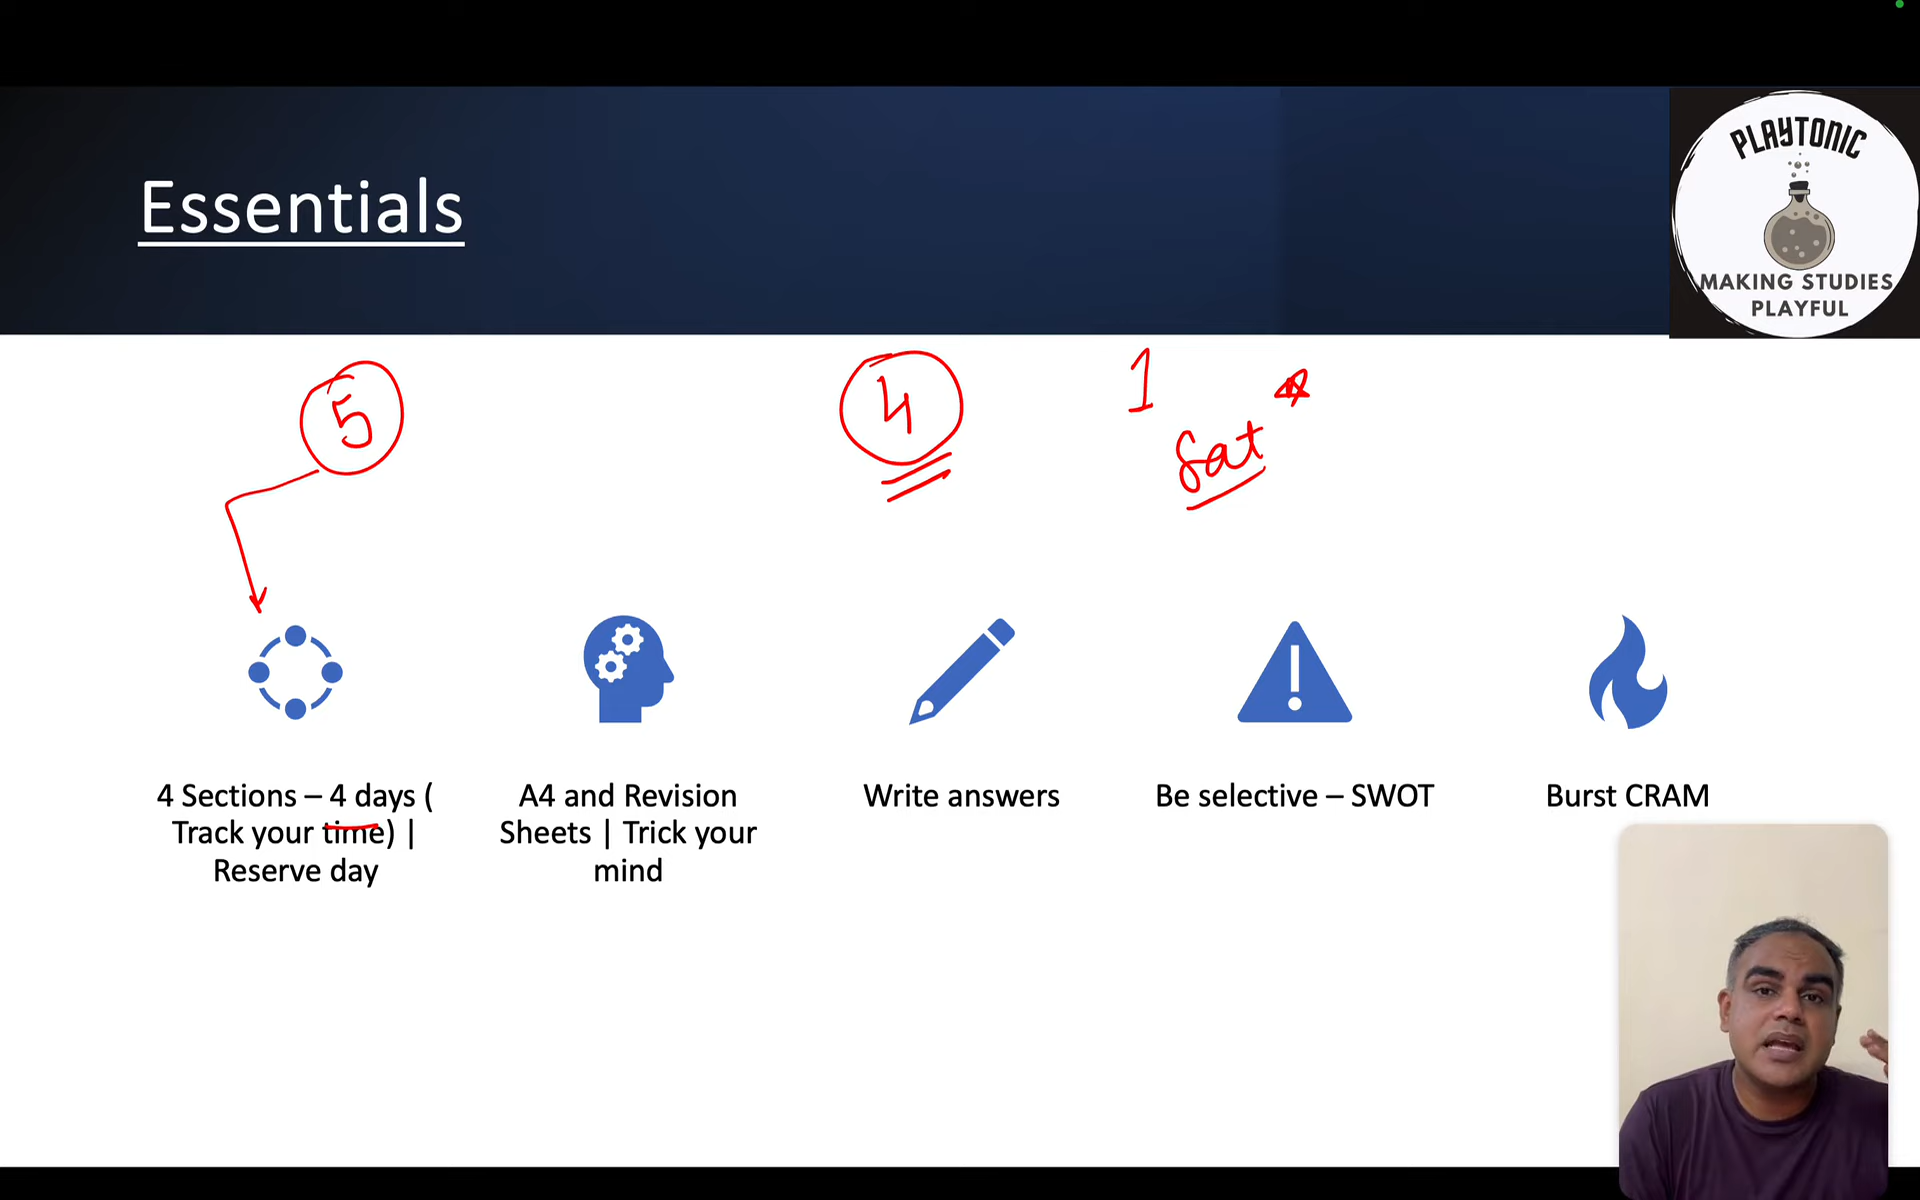 PLAYTONIC
MAKING STUDIES
PLAYFUL
Essentials
5
4
1
Sat
4 Sections – 4 days (
Track your time) |
Reserve day
A4 and Revision
Sheets | Trick your
mind
Write answers
Be selective – SWOT
Burst CRAM